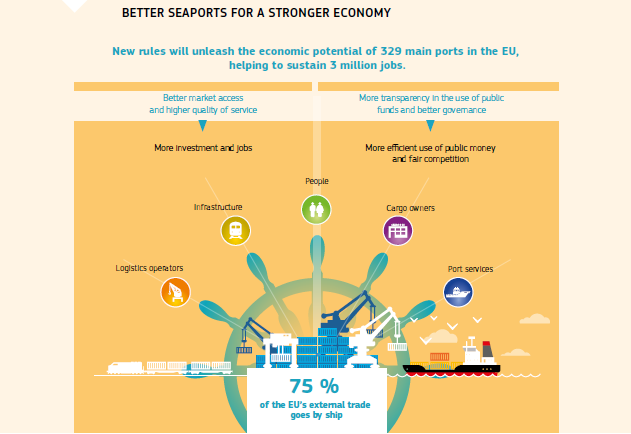 BETTER SEAPORTS FOR A STRONGER ECONOMY
New rules will unleash the economic potential of 329 main ports in the EU,
helping to sustain 3 million jobs.
Better market access
and higher quality of service
More transparency in the use of public
funds and better governance
More investment and jobs
More efficient use of public money
and fair competition
People
Infrastructure
Cargo owners
Logistics operators
Port services
75 %
of the EU's external trade
goes by ship